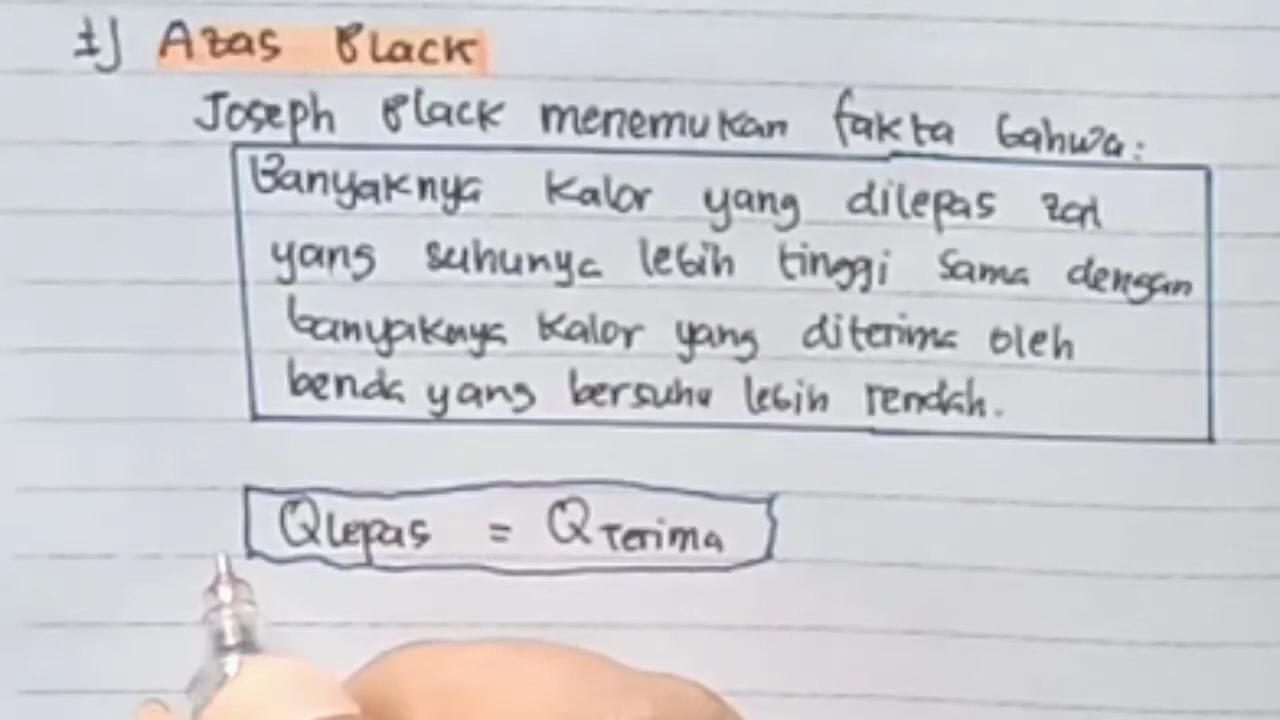 1) Azas Black
Joseph Black menemukan fakta bahwa:
Banyaknya kalor yang dilepas zat
yang suhunya lebih tinggi sama dengan
banyaknya kalor yang diterima oleh
benda yang bersuhu lebih rendah.
Qlepas = QTerima